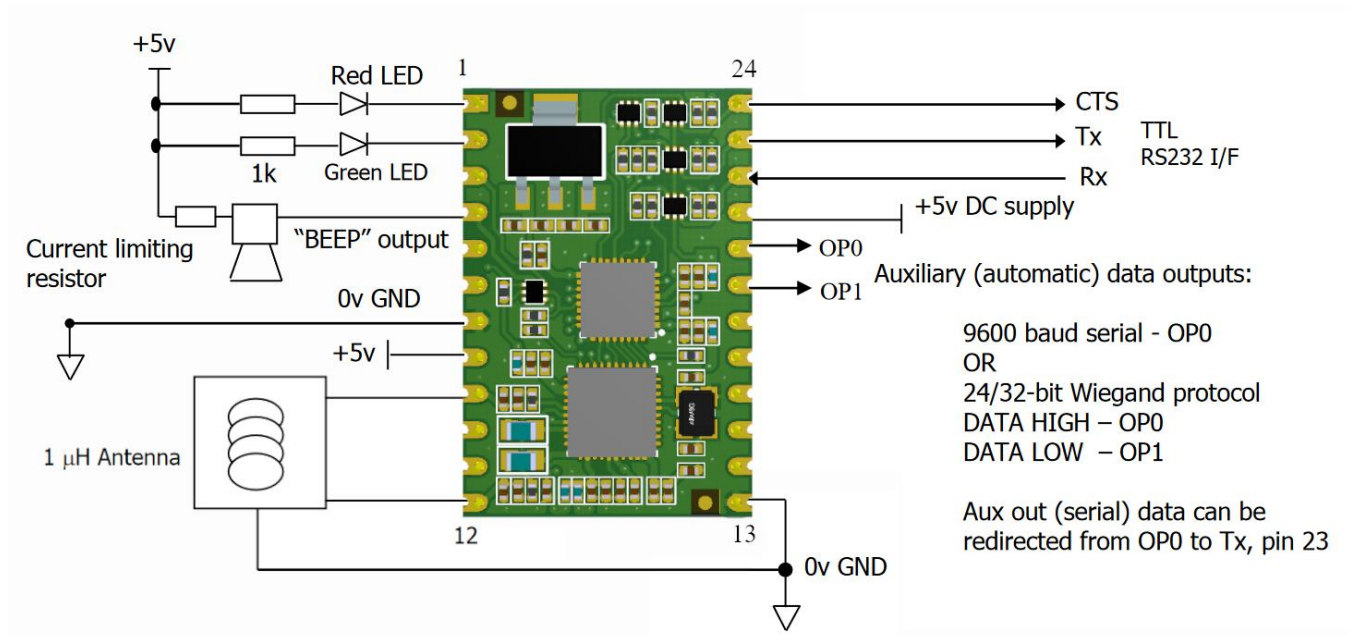 +5v
Red LED
1
24
CTS
Tx
TTL
RS232 I/F
1k
Green LED
Rx
+5v DC supply
"BEEP" output
Current limiting
resistor
OP0
Auxiliary (automatic) data outputs:
0v GND
OP1
9600 baud serial - OP0
OR
24/32-bit Wiegand protocol
DATA HIGH – OP0
DATA LOW – OP1
+5v
1 μH Antenna
Aux out (serial) data can be
redirected from OP0 to Tx, pin 23
12
13
0v GND